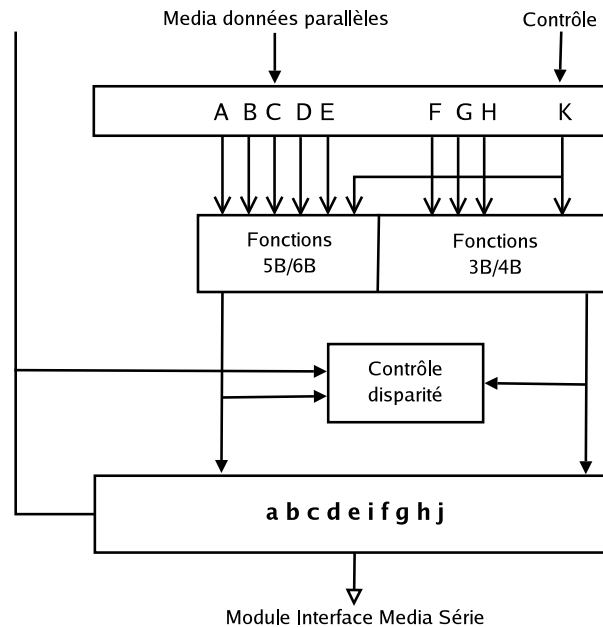 Media données parallèles Contrôle
A B C D E F G H K
Fonctions Fonctions
5B/6B 3B/4B
Contrôle
disparité
a b c d e i f g h j
Module Interface Media Série